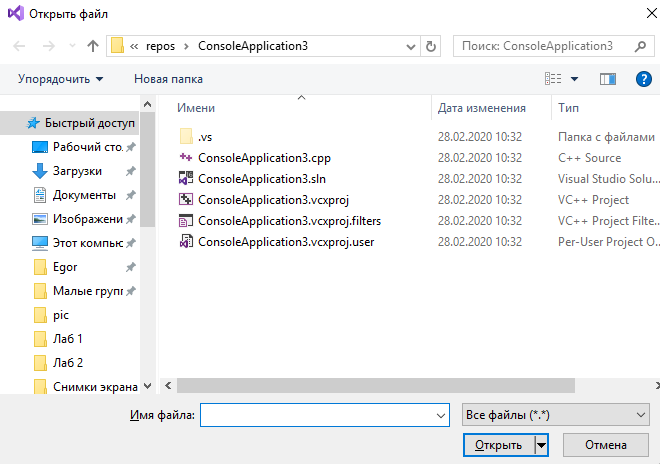 Открыть файл
« repos › ConsoleApplication3
Поиск: ConsoleApplication3
Упорядочить
Новая папка
?
Имени
Дата изменения
Тип
Быстрый доступ
Рабочий сто.
Загрузки
Документы
Изображени
Этот компью
Egor
Малые групп
pic
Лаб 1
Лаб 2
Снимки экрана
.vs 28.02.2020 10:32 Папка с файлами
ConsoleApplication3.cpp 28.02.2020 10:32 C++ Source
ConsoleApplication3.sln 28.02.2020 10:32 Visual Studio Solu...
ConsoleApplication3.vcxproj 28.02.2020 10:32 VC++ Project
ConsoleApplication3.vcxproj.filters 28.02.2020 10:32 VC++ Project Filte...
ConsoleApplication3.vcxproj.user 28.02.2020 10:32 Per-User Project O...
Имя файла:
Все файлы (*.*)
Открыть
Отмена